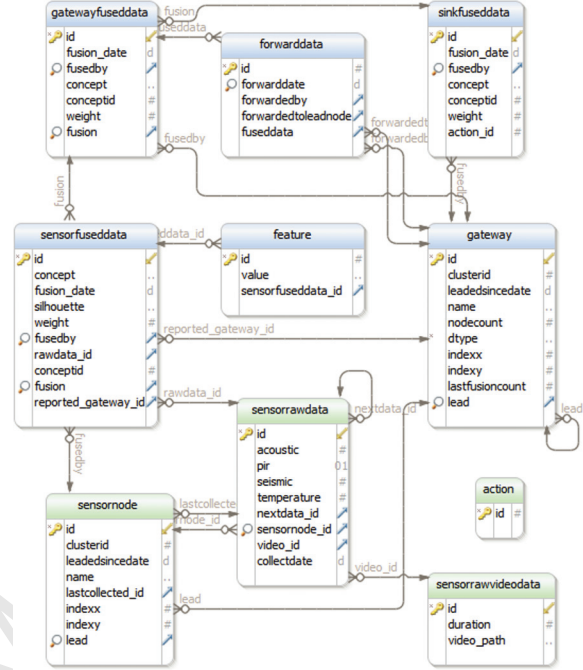 gatewayfuseddata
id
fusion_date d
fusedby
concept ..
conceptid #
weight #
fusion
fusion
fuseddata
forwarddata
id #
forwarddate d
forwardedby
forwardedtoleadnode
fuseddata
forwardedt
forwardedb
sinkfuseddata
id
fusion_date d
fusedby
concept ..
conceptid #
weight #
action_id #
fusedby
fusion
fusedby
sensorfuseddata
id
concept ..
fusion_date d
silhouette ..
weight #
fusedby
rawdata_id
conceptid #
fusion
reported_gateway_id
ddata_id
feature
id #
value ..
sensorfuseddata_id
gateway
id
clusterid #
leadedsincedate d
name ..
nodecount #
dtype ..
indexx #
indexy #
lastfusioncount #
lead
lead
reported_gateway_id
rawdata_id
fusedby
sensorrawdata
id
acoustic #
pir 01
seismic #
temperature #
nextdata_id
sensornode_id
video_id
collectdate d
nextdata_id
action
id #
sensornode
id
clusterid #
leadedsincedate d
name ..
lastcollected_id
indexx #
indexy #
lead
lastcollecte
node_id
lead
video_id
sensorrawvideodata
id
duration #
video_path ..